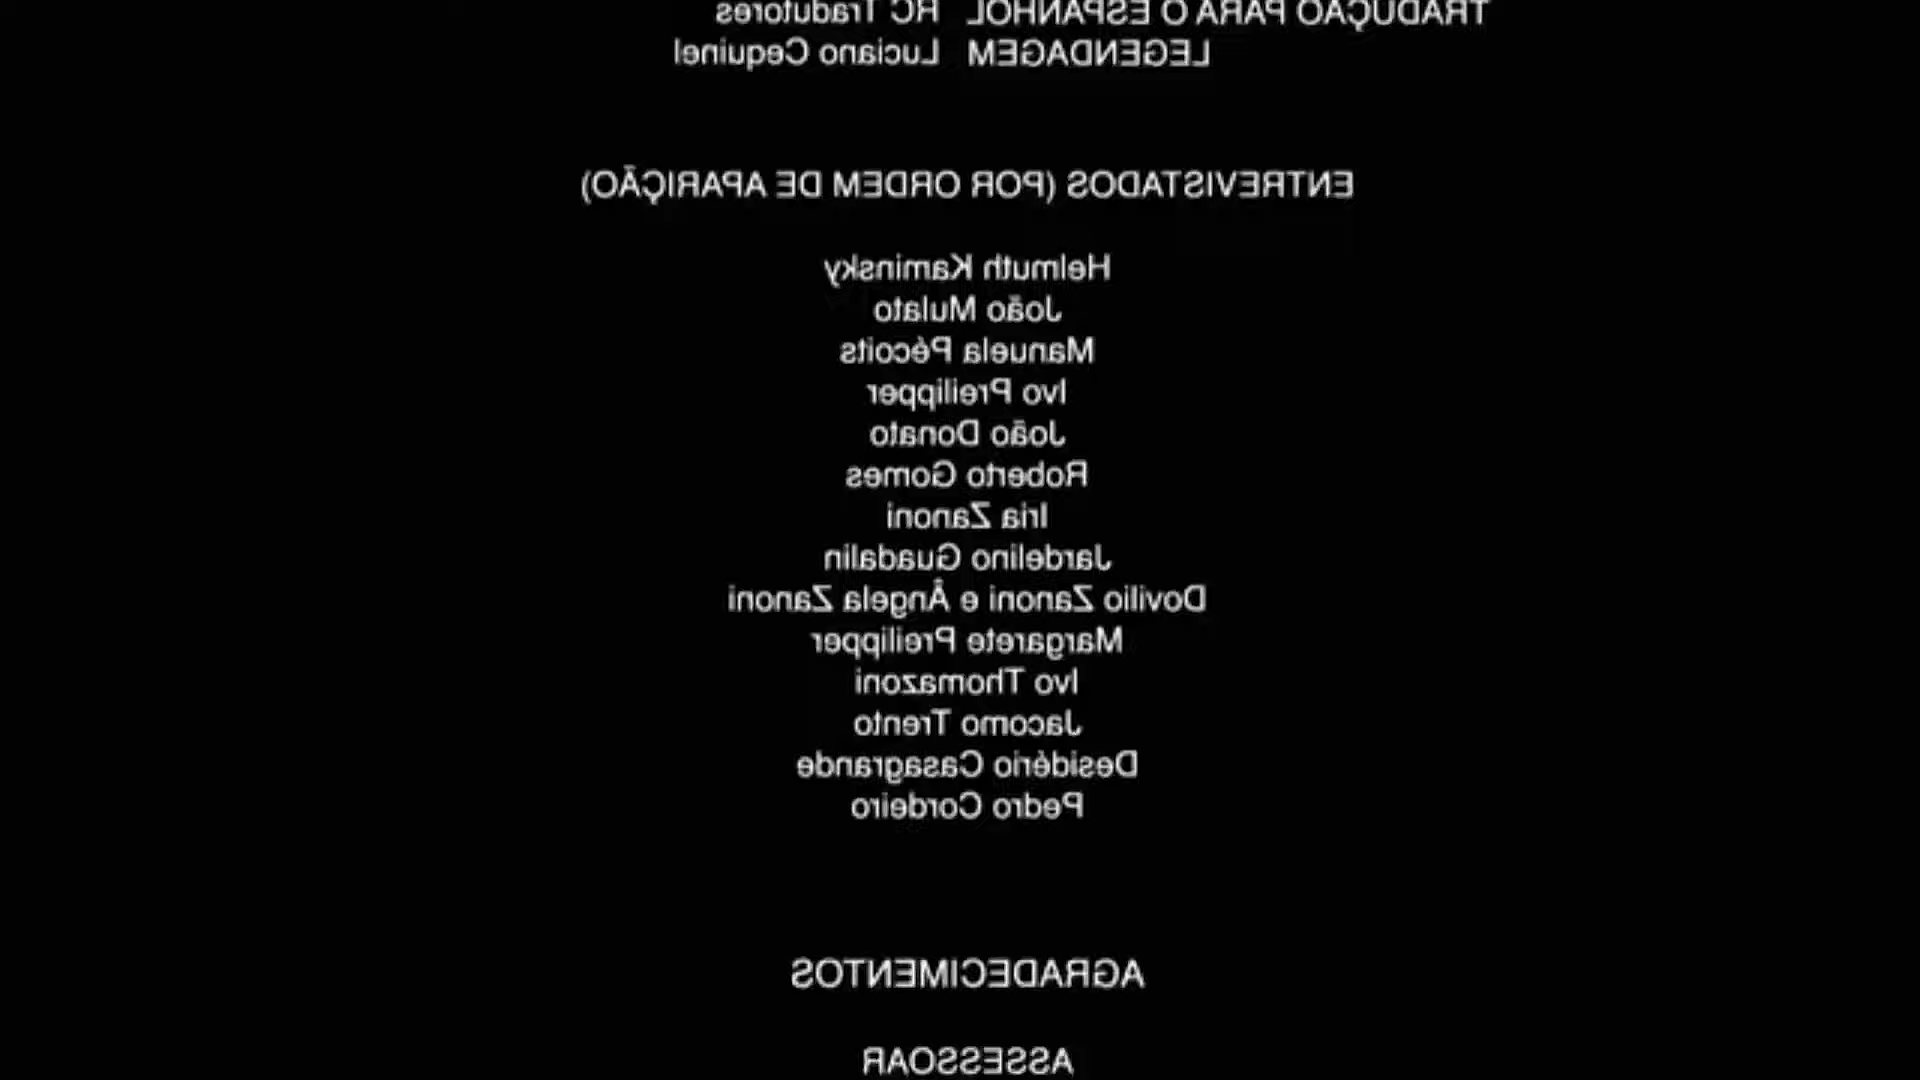 TRADUÇÃO PARA O ESPANHOL RC Tradutores
LEGENDAGEM Luciano Cequinel
ENTREVISTADOS (POR ORDEM DE APARIÇÃO)
Helmuth Kaminsky
João Mulato
Manuela Pécoits
Ivo Preilipper
João Donato
Roberto Gomes
Iria Zanoni
Jardelino Guadalin
Dovilio Zanoni e Ângela Zanoni
Margarete Preilipper
Ivo Thomazoni
Jacomo Trento
Desidério Casagrande
Pedro Cordeiro
AGRADECIMENTOS
ASSESSOAR